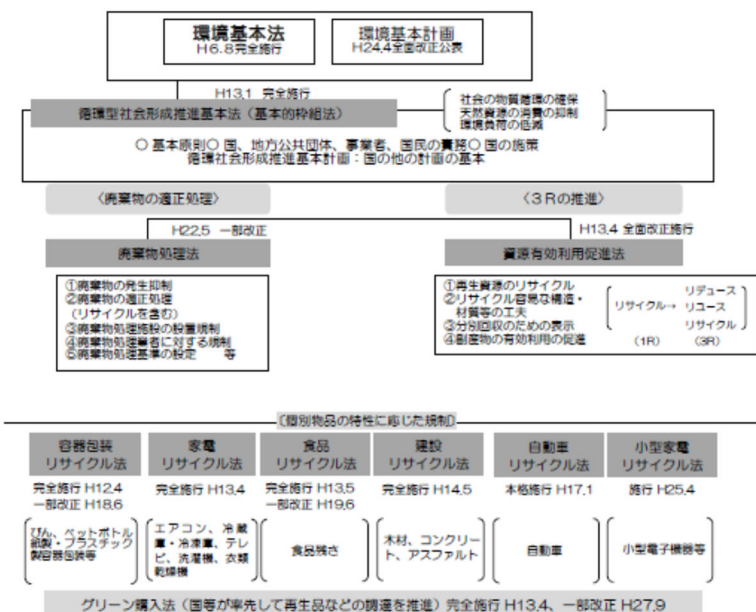 環境基本法
H6.8完全施行
環境基本計画
H24.4全面改正公表
H13.1 完全施行
循環型社会形成推進基本法（基本的枠組法）
社会の物質循環の確保
天然資源の消費の抑制
環境負荷の低減
○ 基本原則○ 国、地方公共団体、事業者、国民の責務○ 国の施策
循環社会形成推進基本計画：国の他の計画の基本
〈廃棄物の適正処理〉
〈３Ｒの推進〉
H22.5 一部改正
H13.4 全面改正施行
廃棄物処理法
資源有効利用促進法
①廃棄物の発生抑制
②廃棄物の適正処理
（リサイクルを含む）
③廃棄物処理施設の設置規制
④廃棄物処理業者に対する規制
⑤廃棄物処理基準の設定 等
①再生資源のリサイクル
②リサイクル容易な構造・
材質等の工夫
③分別回収のための表示
④副産物の有効利用の促進
リサイクル→
リデュース
リユース
リサイクル
(1R)
(3R)
〔個別物品の特性に応じた規制〕
容器包装
リサイクル法
家電
リサイクル法
食品
リサイクル法
建設
リサイクル法
自動車
リサイクル法
小型家電
リサイクル法
完全施行 H12.4
一部改正 H18.6
完全施行 H13.4
完全施行 H13.5
一部改正 H19.6
完全施行 H14.5
本格施行 H17.1
施行 H25.4
びん、ペットボトル
紙製・プラスチック
製容器包装等
エアコン、冷蔵
庫・冷凍庫、テレ
ビ、洗濯機、衣類
乾燥機
食品残さ
木材、コンクリー
ト、アスファルト
自動車
小型電子機器等
グリーン購入法（国等が率先して再生品などの調達を推進）完全施行 H13.4、一部改正 H27.9